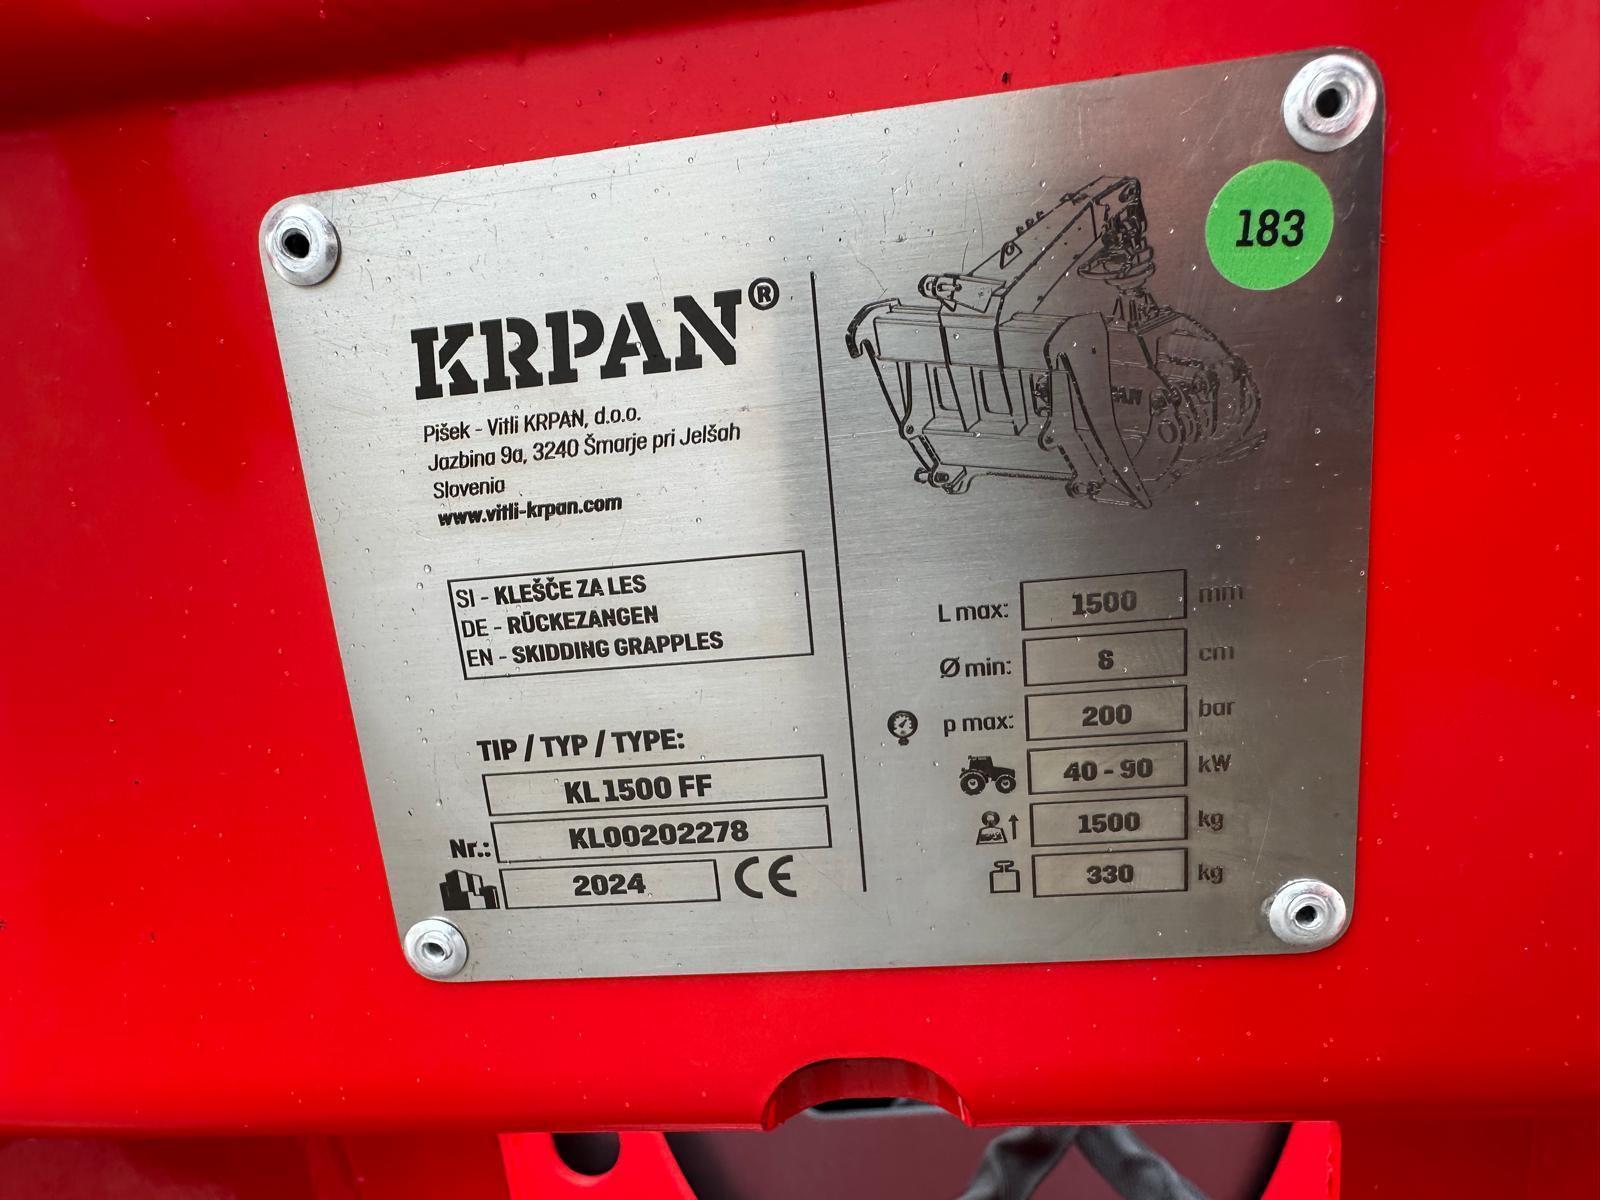 KRPAN®
Pišek - Vitli KRPAN, d.o.o.
Jazbina 9a, 3240 Šmarje pri Jelšah
Slovenia
www.vitli-krpan.com
SI - KLEŠČE ZA LES
DE - RÜCKEZANGEN
EN - SKIDDING GRAPPLES
TIP / TYP / TYPE:
KL 1500 FF
Nr.: KL00202278
2024 CE
183
L max: 1500 mm
Ø min: 6 cm
p max: 200 bar
40 - 90 kW
1500 kg
330 kg